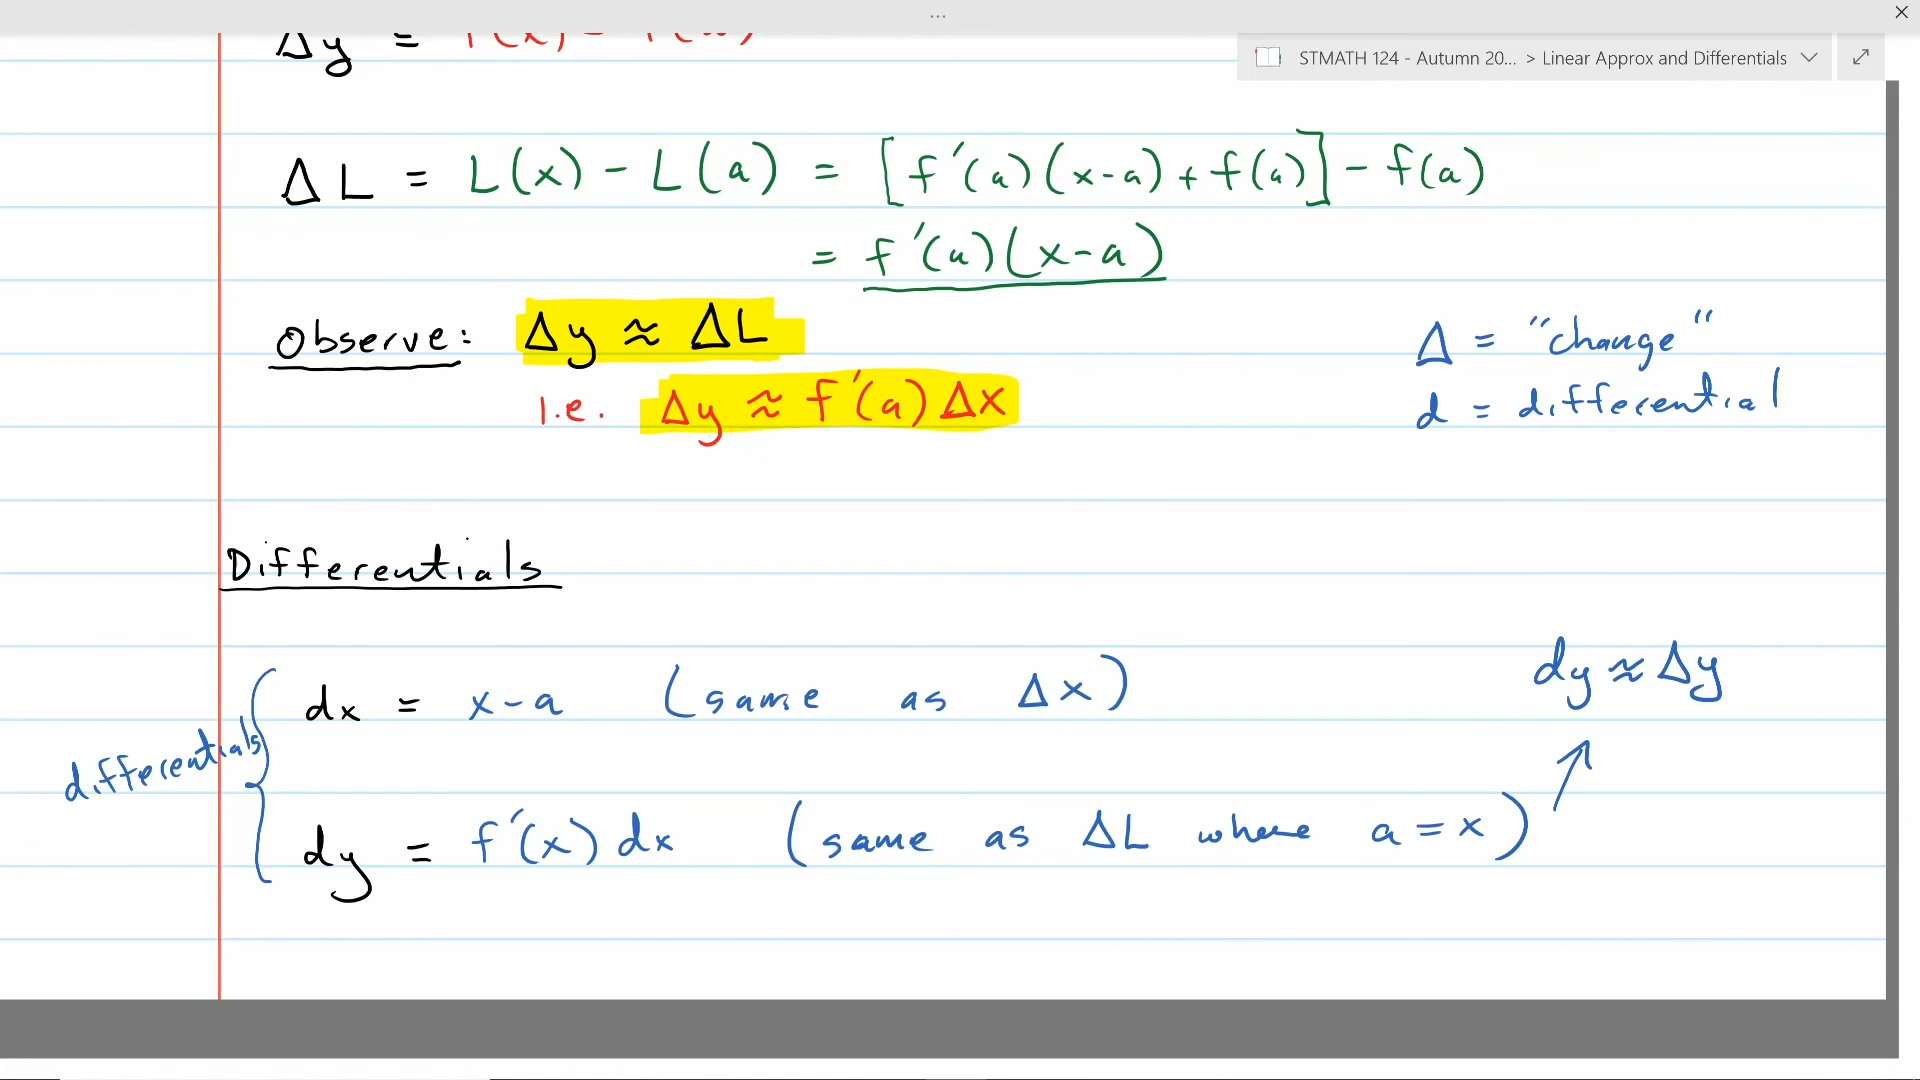 ...
STMATH 124 - Autumn 20... > Linear Approx and Differentials
Δy = f(x) - f(a)
ΔL = L(x) - L(a) = [f'(a)(x-a) + f(a)] - f(a)
= f'(a)(x-a)
Observe: Δy ≈ ΔL
Δ = "change"
I.e. Δy ≈ f'(a) Δx
d = differential
Differentials
dy ≈ Δy
dx = x-a (same as Δx)
differentials
dy = f'(x) dx (same as ΔL where a = x)